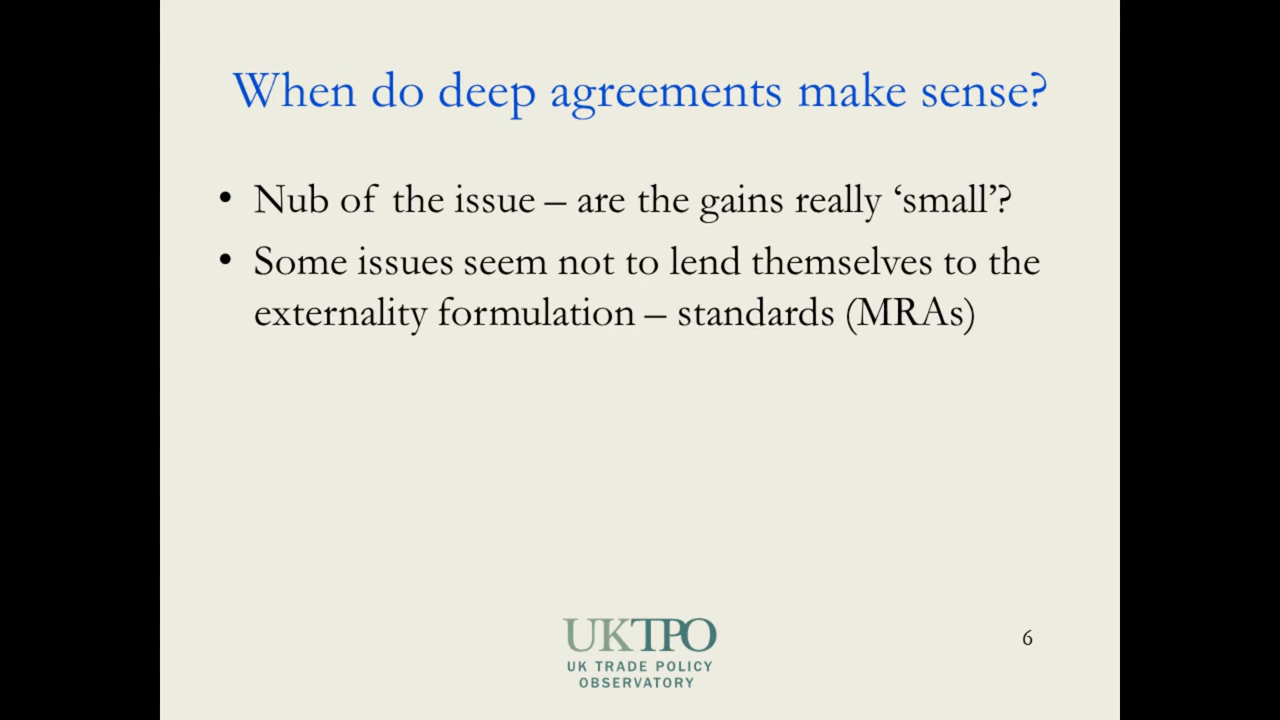 When do deep agreements make sense?
• Nub of the issue – are the gains really ‘small’?
• Some issues seem not to lend themselves to the
externality formulation – standards (MRAs)
UKTPO
UK TRADE POLICY
OBSERVATORY
6